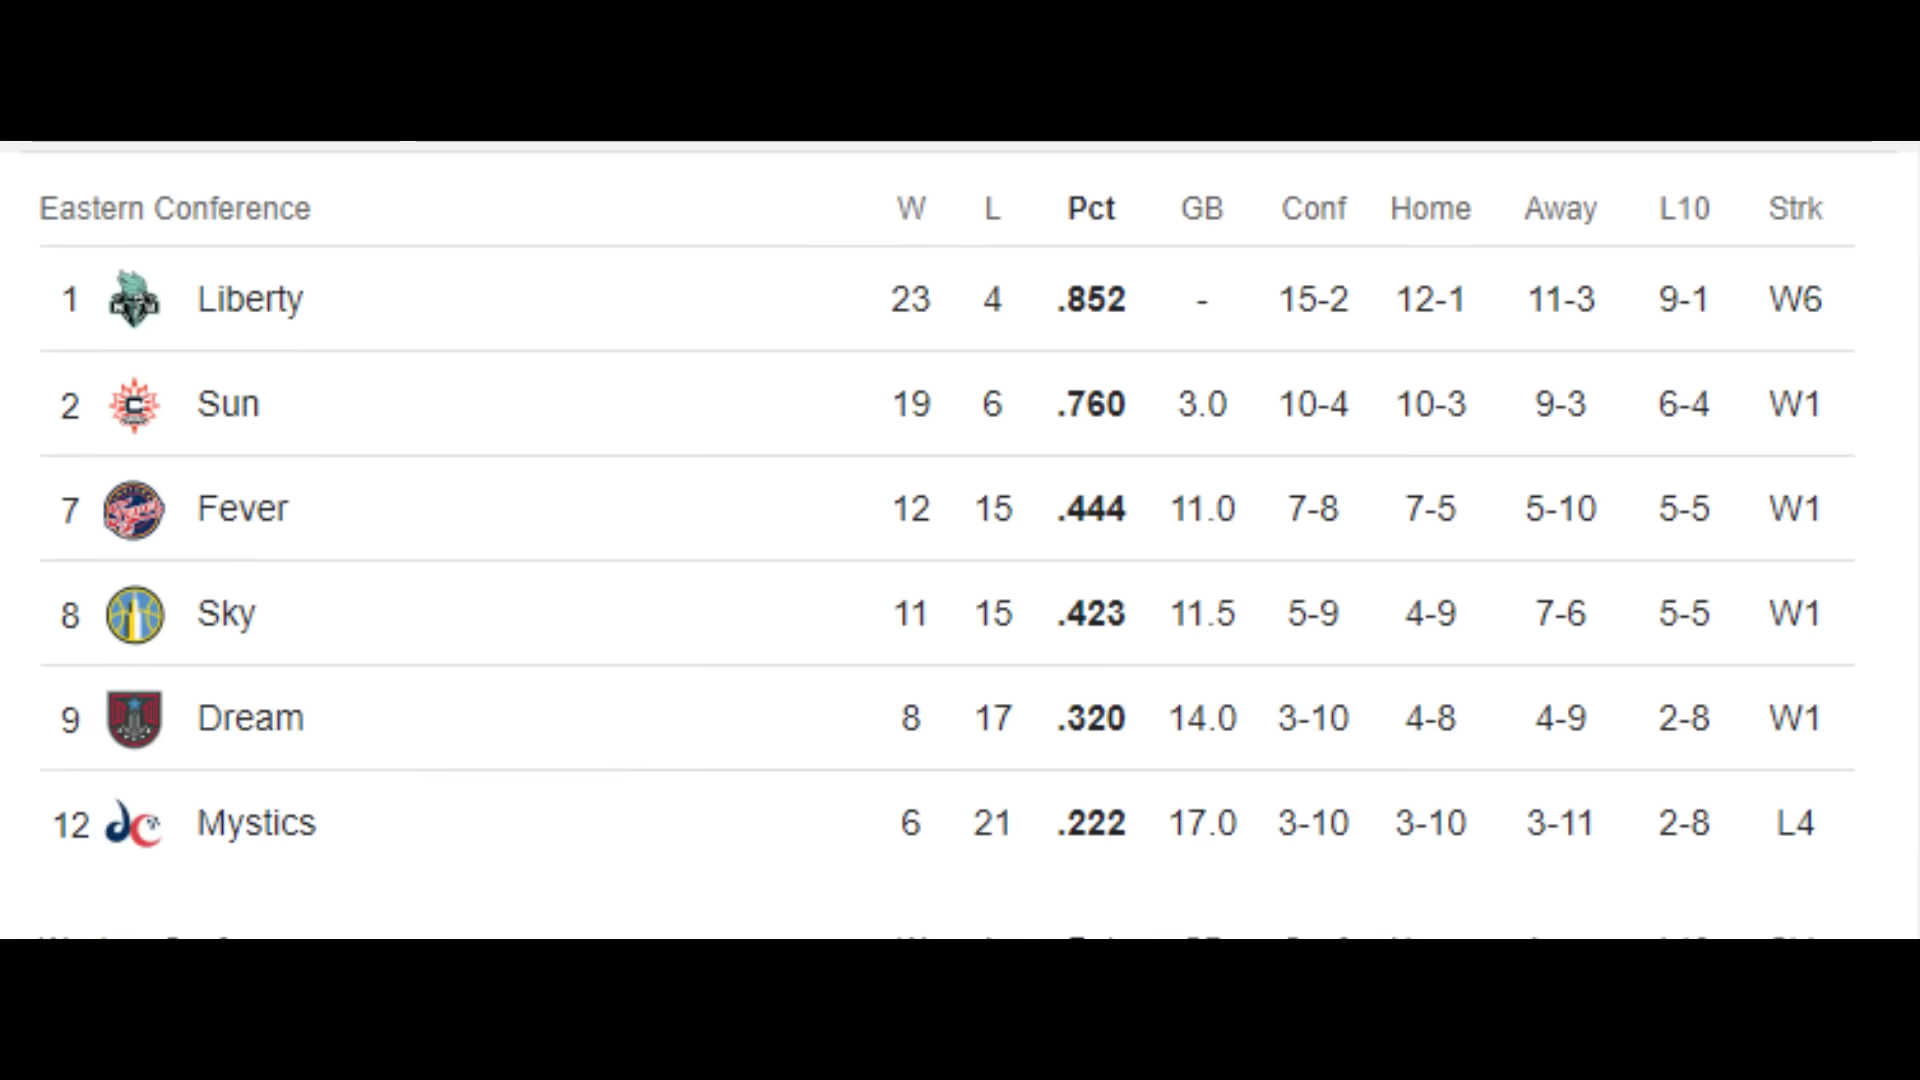 Eastern Conference W L Pct GB Conf Home Away L10 Strk
1 Liberty 23 4 .852 - 15-2 12-1 11-3 9-1 W6
2 Sun 19 6 .760 3.0 10-4 10-3 9-3 6-4 W1
7 Fever 12 15 .444 11.0 7-8 7-5 5-10 5-5 W1
8 Sky 11 15 .423 11.5 5-9 4-9 7-6 5-5 W1
9 Dream 8 17 .320 14.0 3-10 4-8 4-9 2-8 W1
12 Mystics 6 21 .222 17.0 3-10 3-10 3-11 2-8 L4